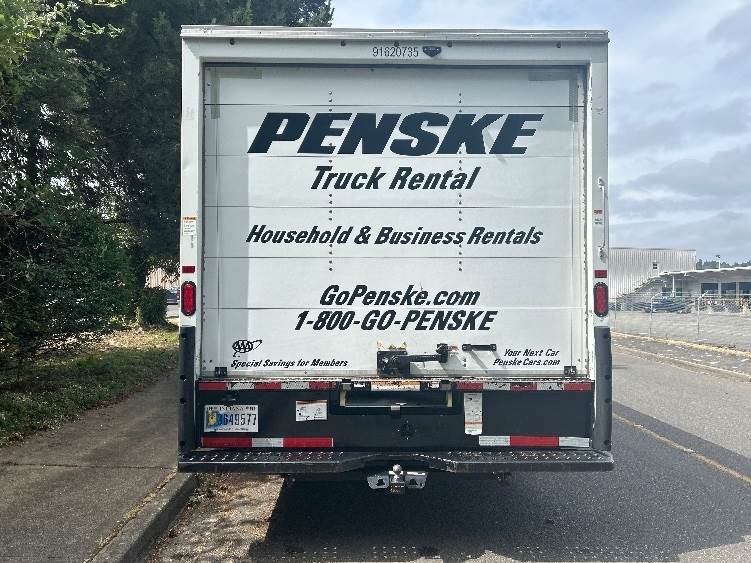 91620735
PENSKE
Truck Rental
Household & Business Rentals
GoPenske.com
1-800-GO-PENSKE
AAA
Special Savings for Members
Your Next Car
PenskeCars.com
INDIANA